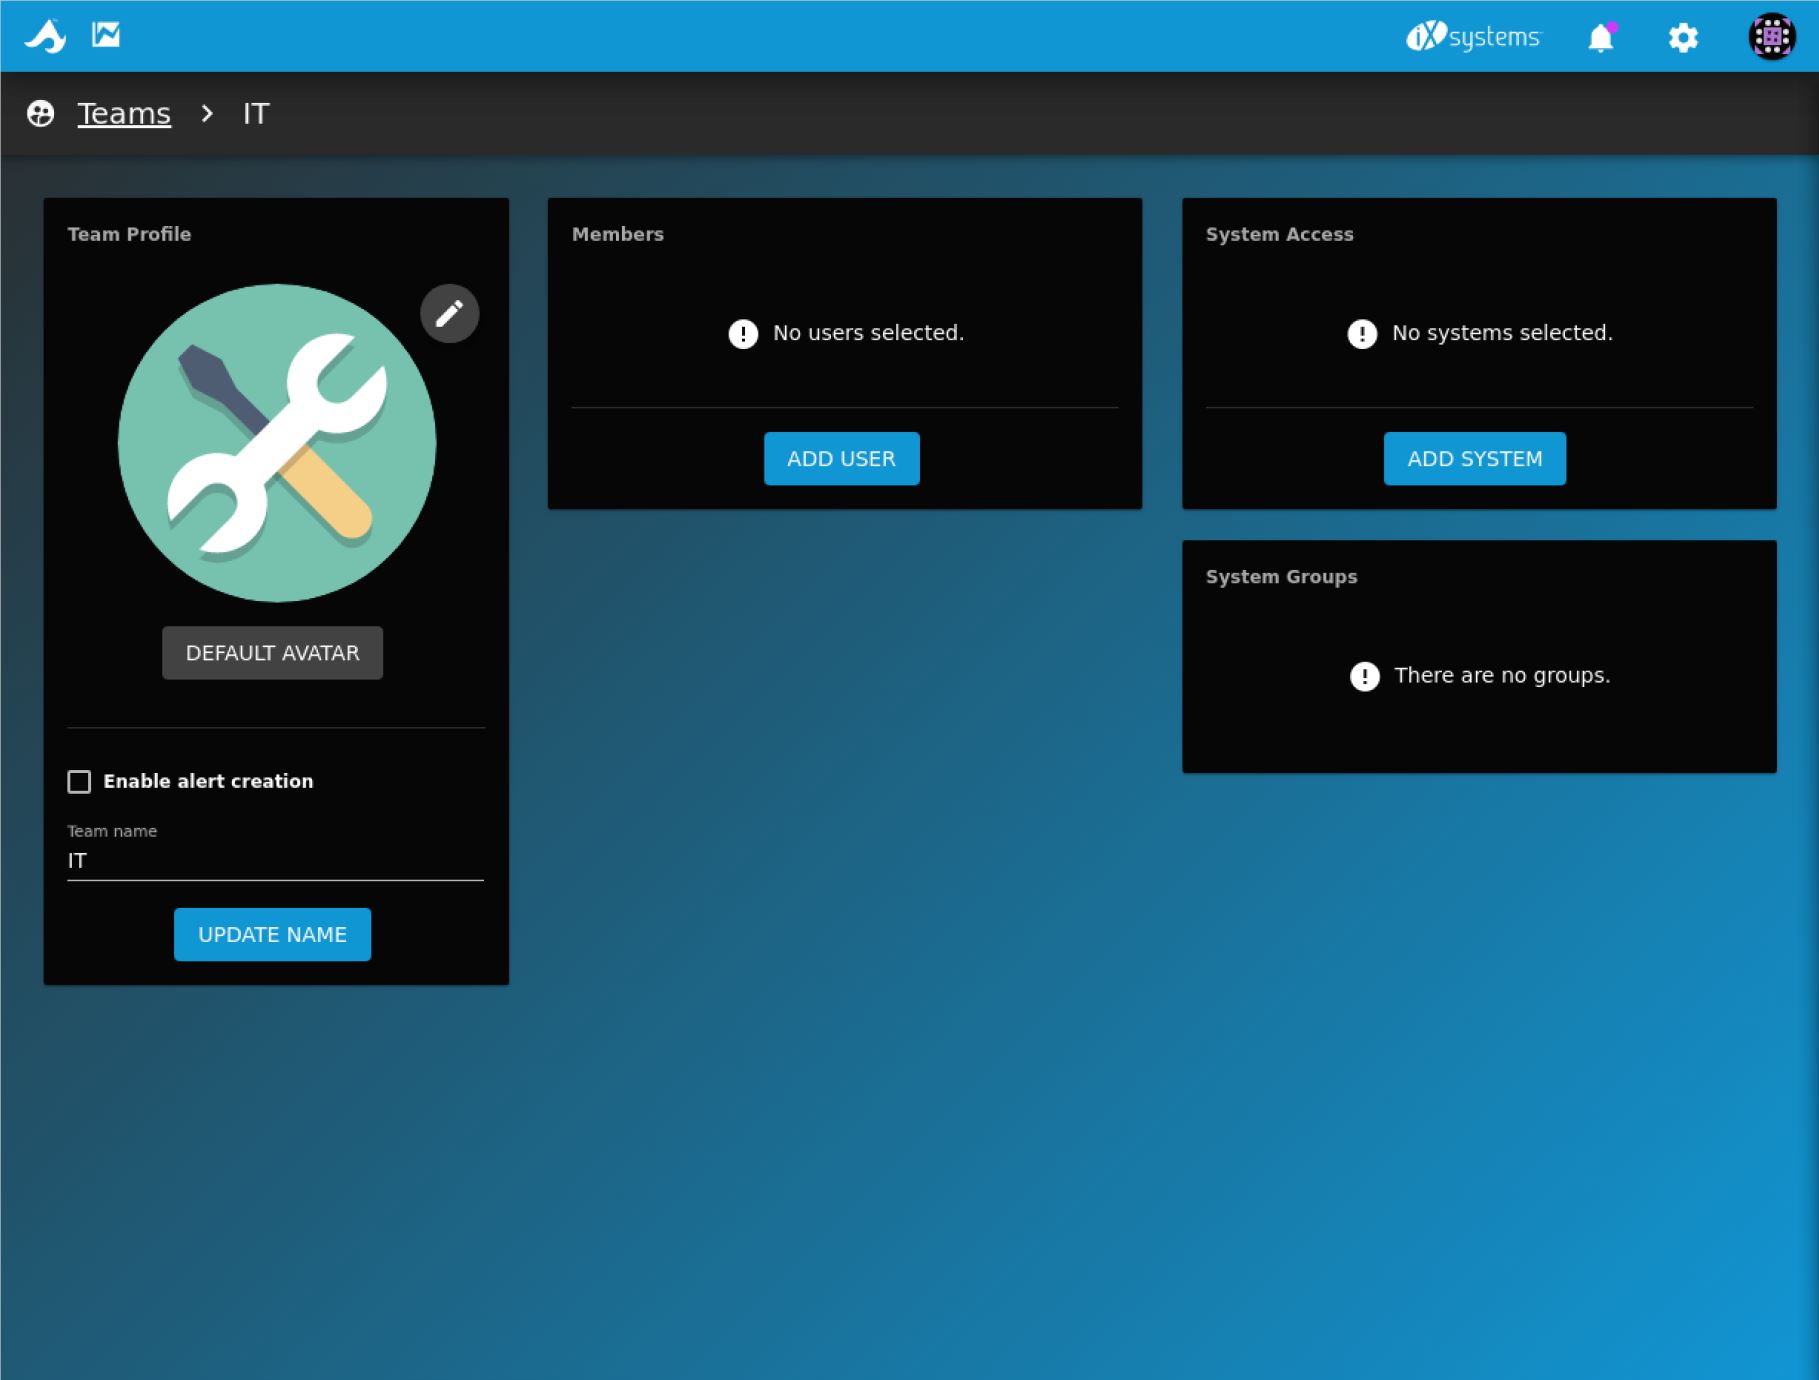 iXsystems
Teams > IT
Team Profile
DEFAULT AVATAR
Enable alert creation
Team name
IT
UPDATE NAME
Members
No users selected.
ADD USER
System Access
No systems selected.
ADD SYSTEM
System Groups
There are no groups.